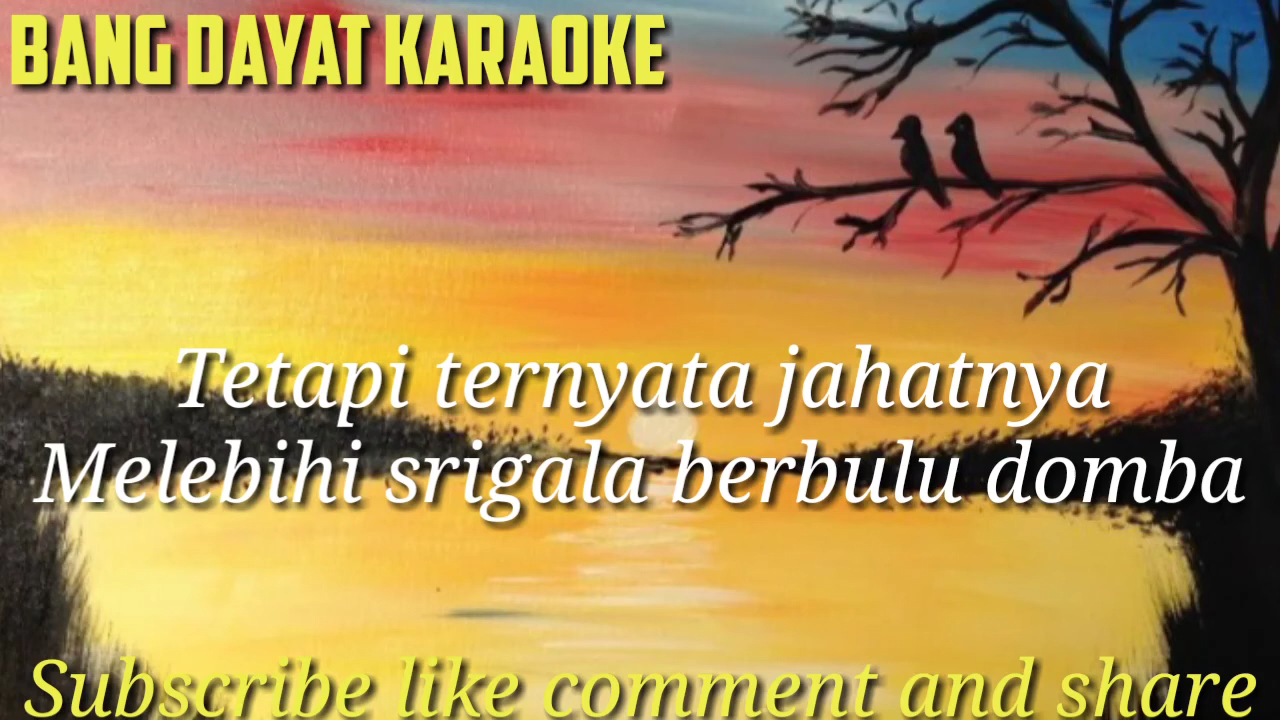 BANG DAYAT KARAOKE
Tetapi ternyata jahatnya
Melebihi srigala berbulu domba
Subscribe like comment and share